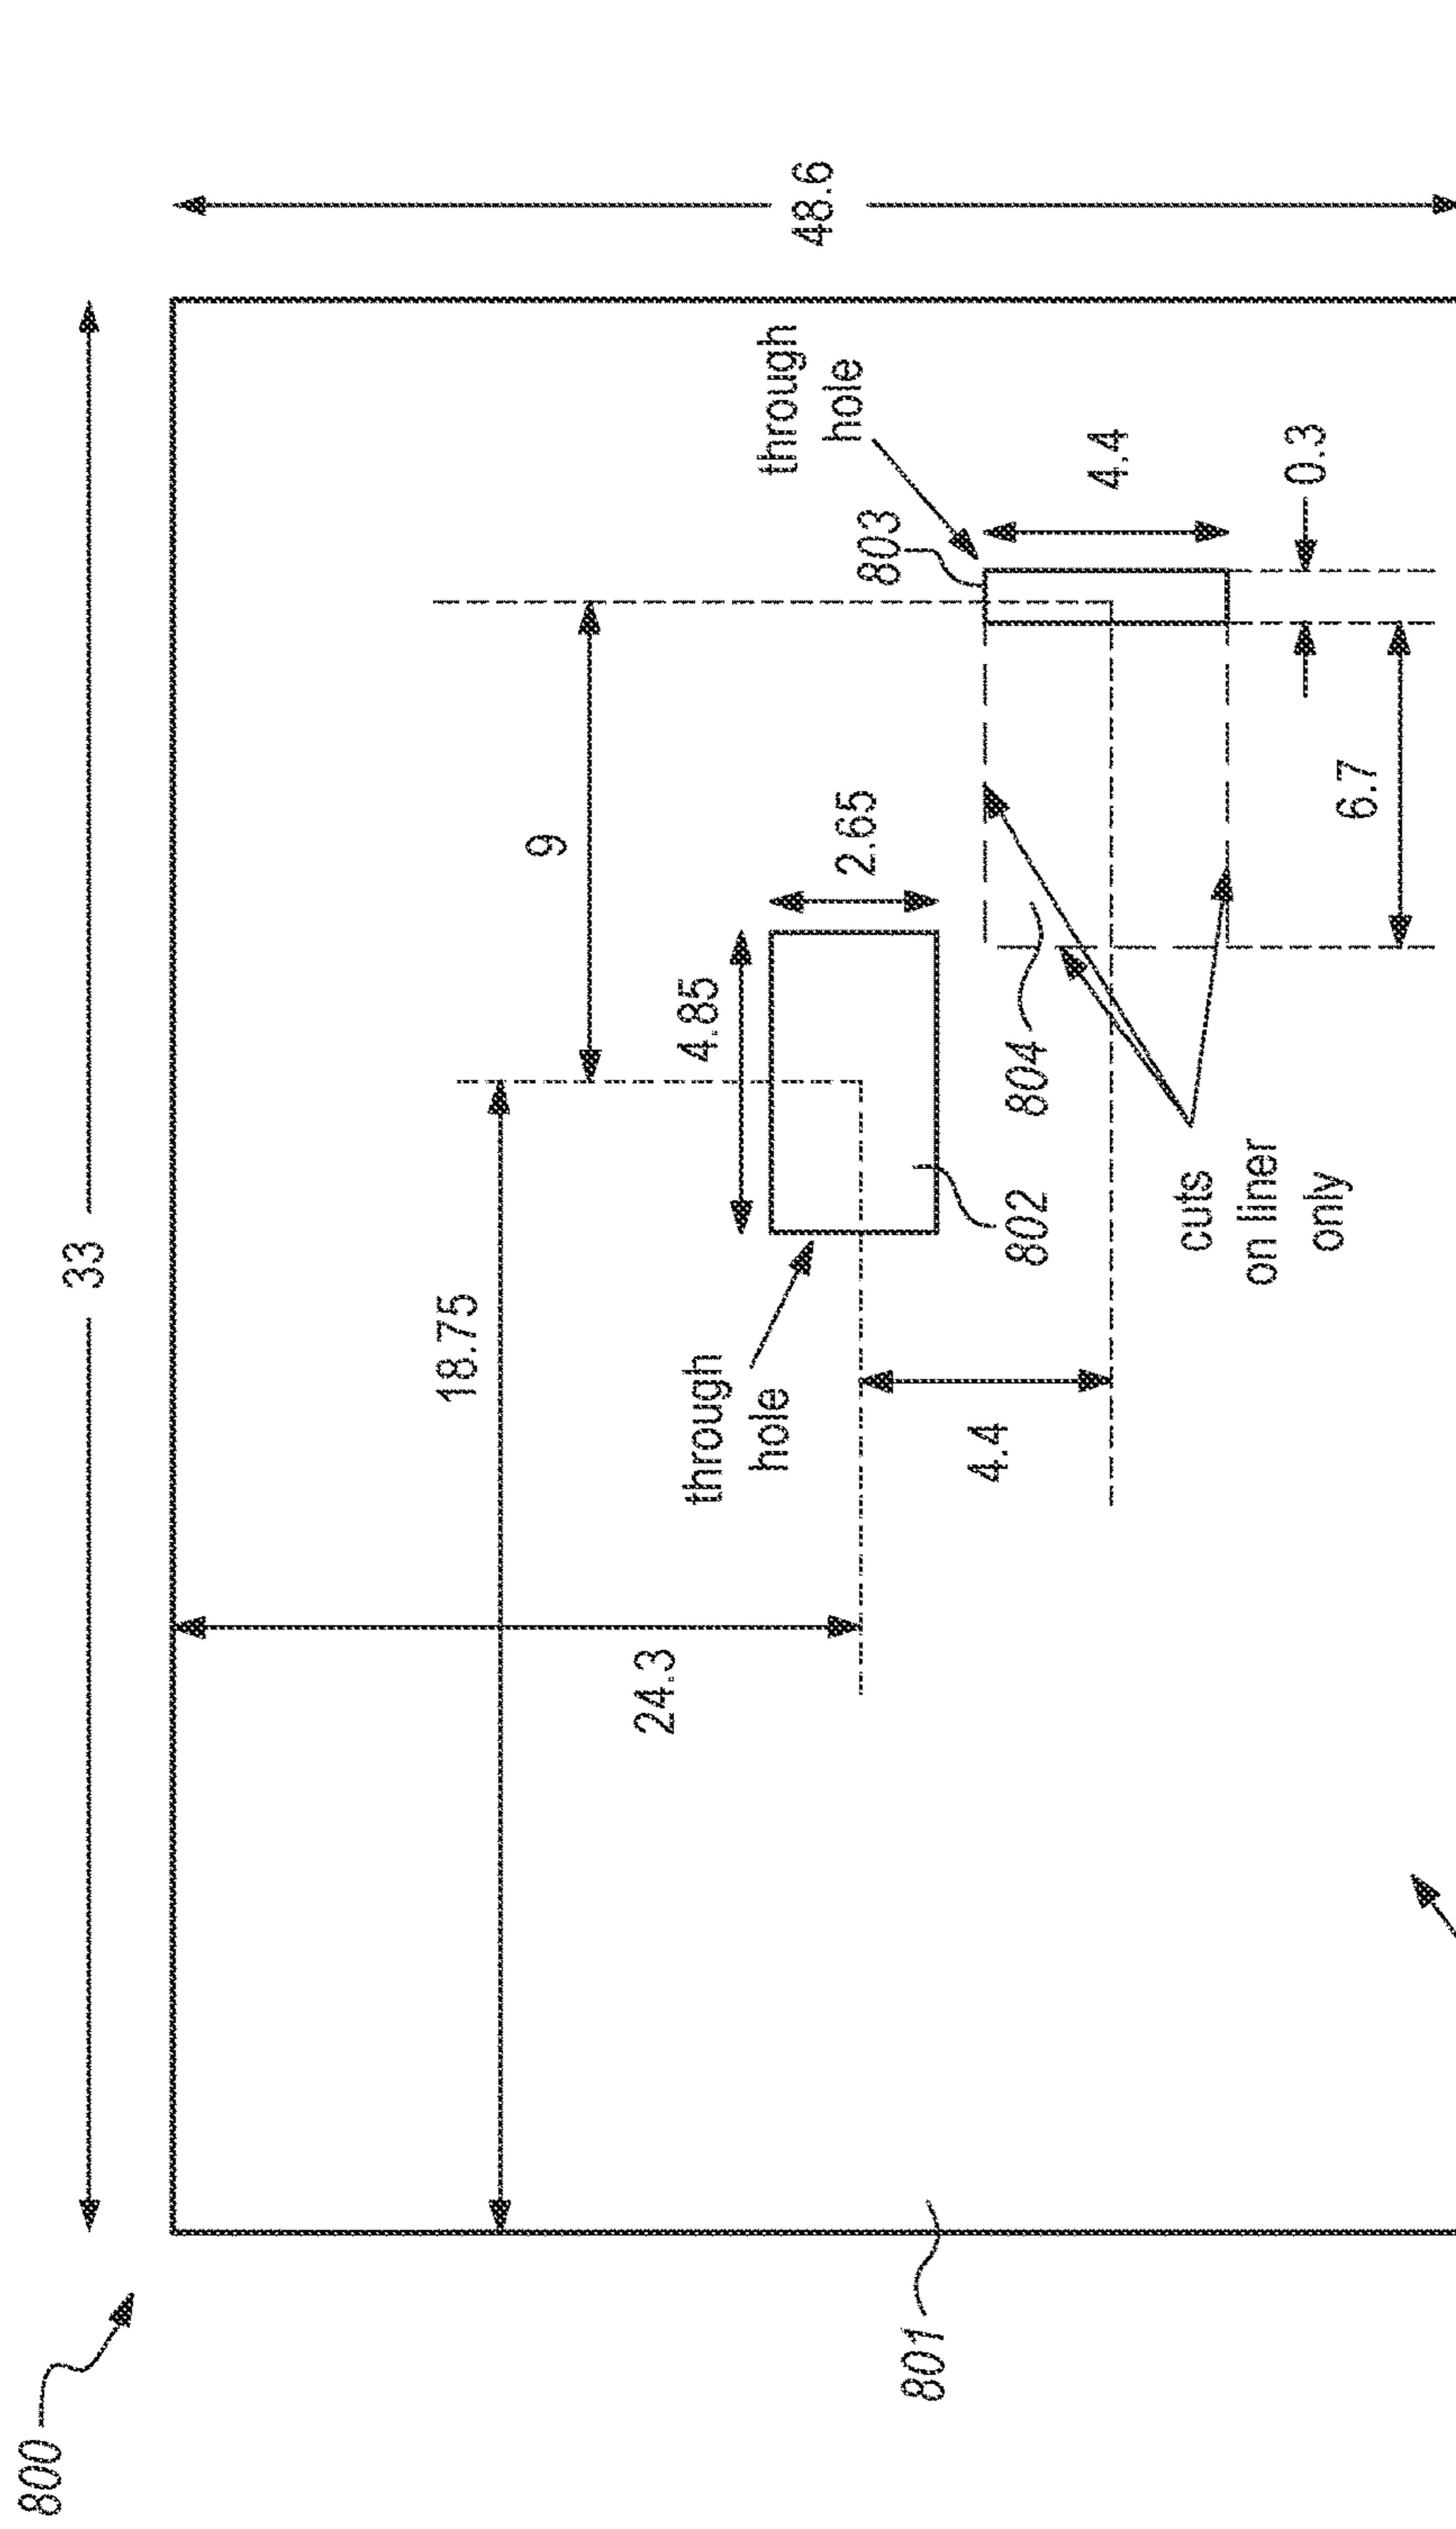 800
33
48.6
18.75
9
24.3
4.85
2.65
through
hole
802
803
through
hole
4.4
0.3
6.7
804
4.4
cuts
on liner
only
801